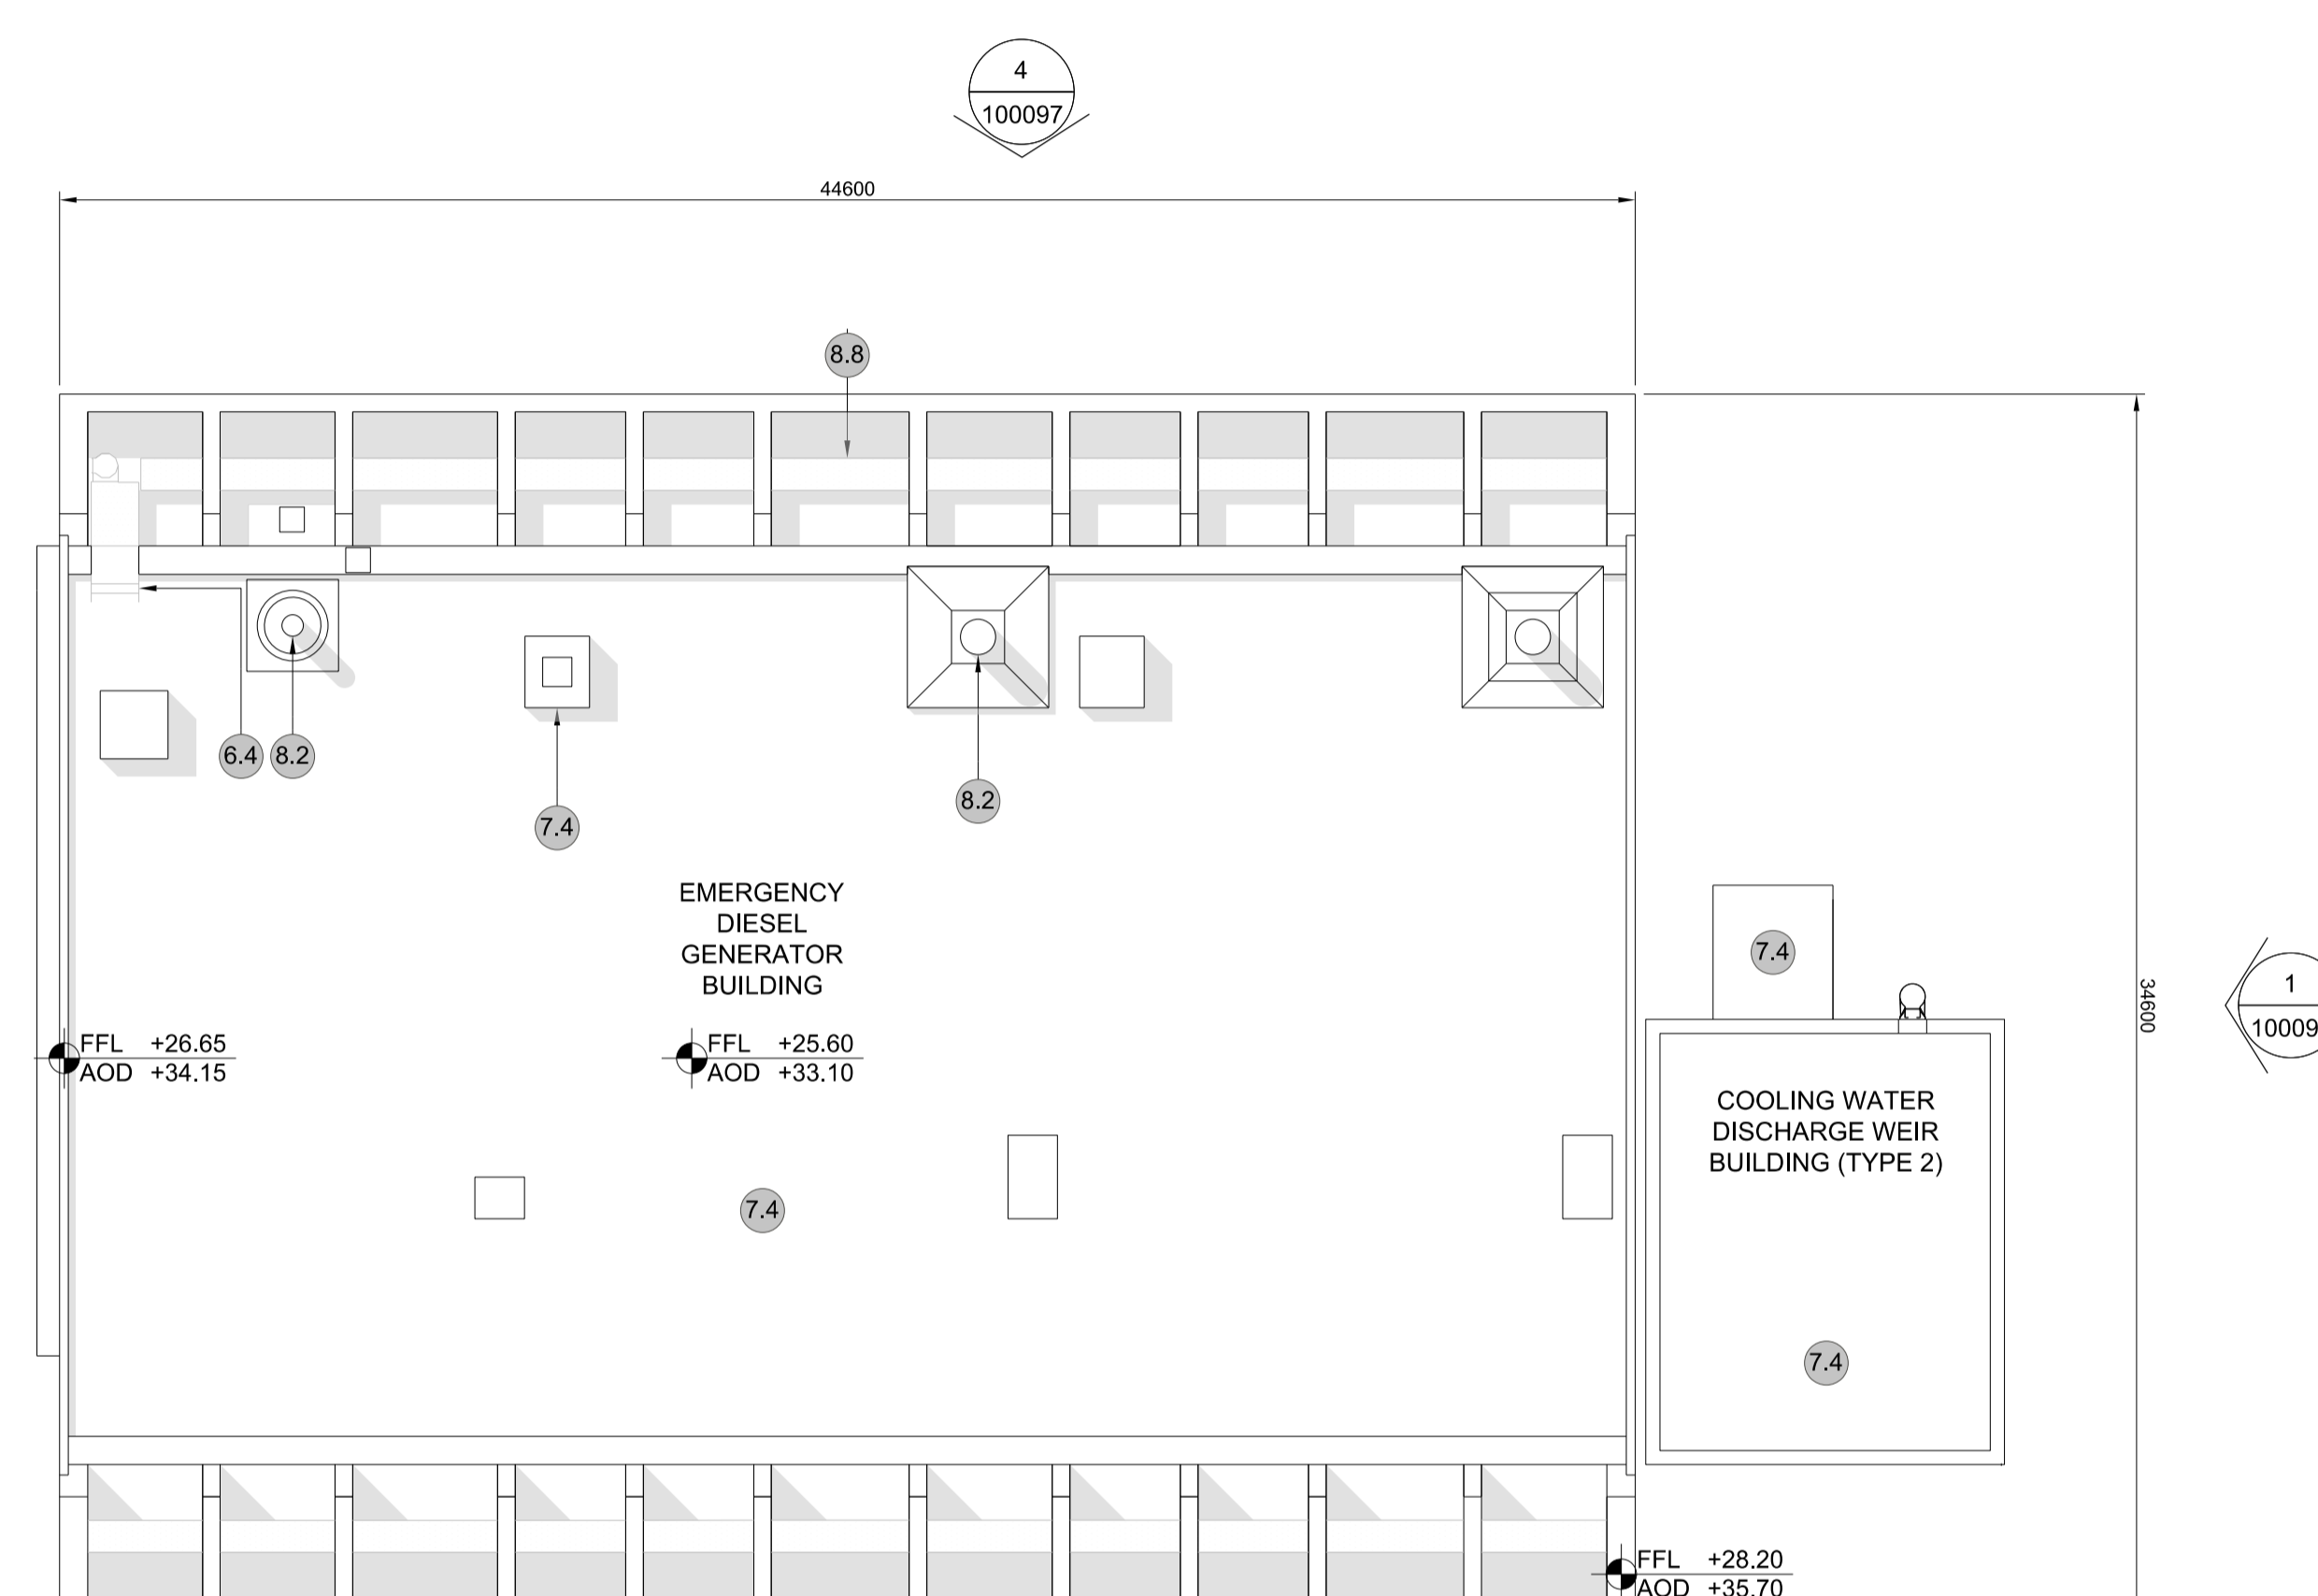 4
100097
44600
8.8
6.4
8.2
7.4
8.2
EMERGENCY
DIESEL
GENERATOR
BUILDING
7.4
34600
1
10009
FFL +26.65
AOD +34.15
FFL +25.60
AOD +33.10
COOLING WATER
DISCHARGE WEIR
BUILDING (TYPE 2)
7.4
7.4
FFL +28.20
AOD +35.70